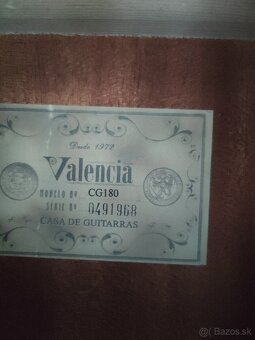 Desde 1972
Valencia
MODELO Nº CG180
SERIE Nº 0491968
CASA DE GUITARRAS
Bazos.sk